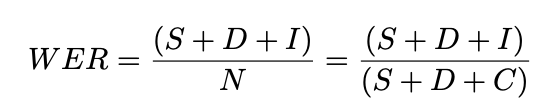 WER = (S + D + I) / N = (S + D + I) / (S + D + C)